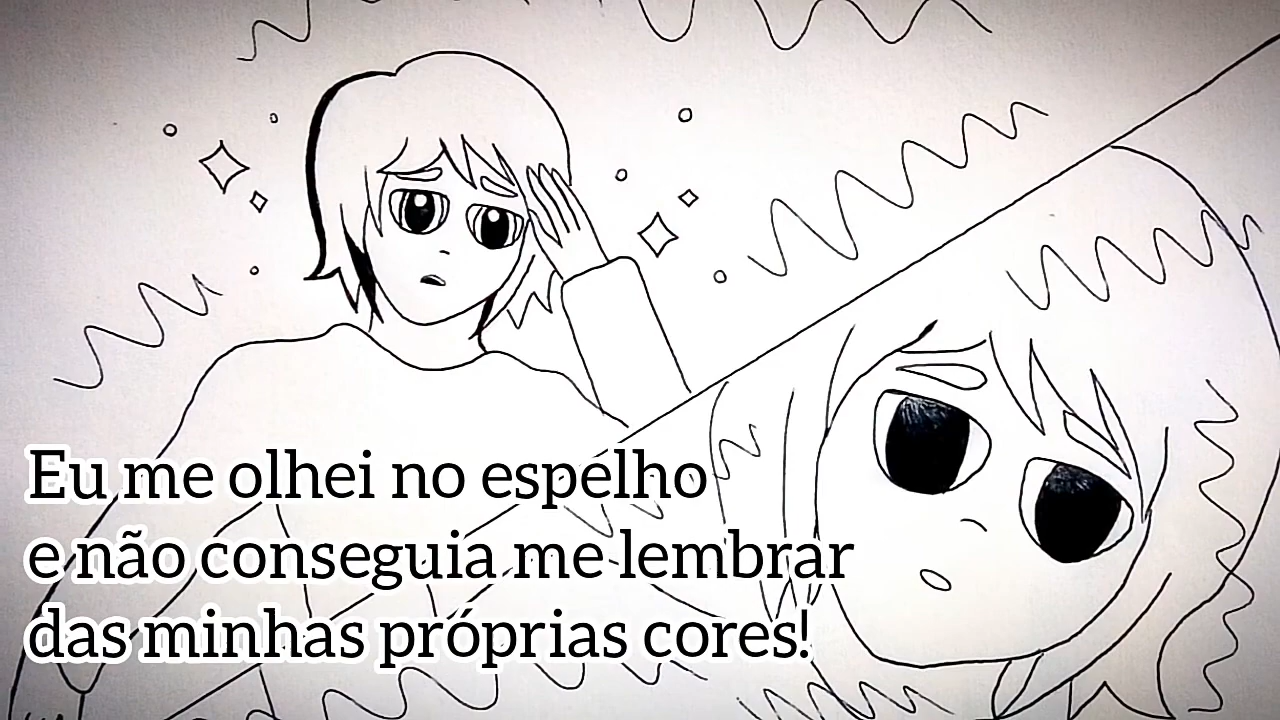 Eu me olhei no espelho
e não conseguia me lembrar
das minhas próprias cores!